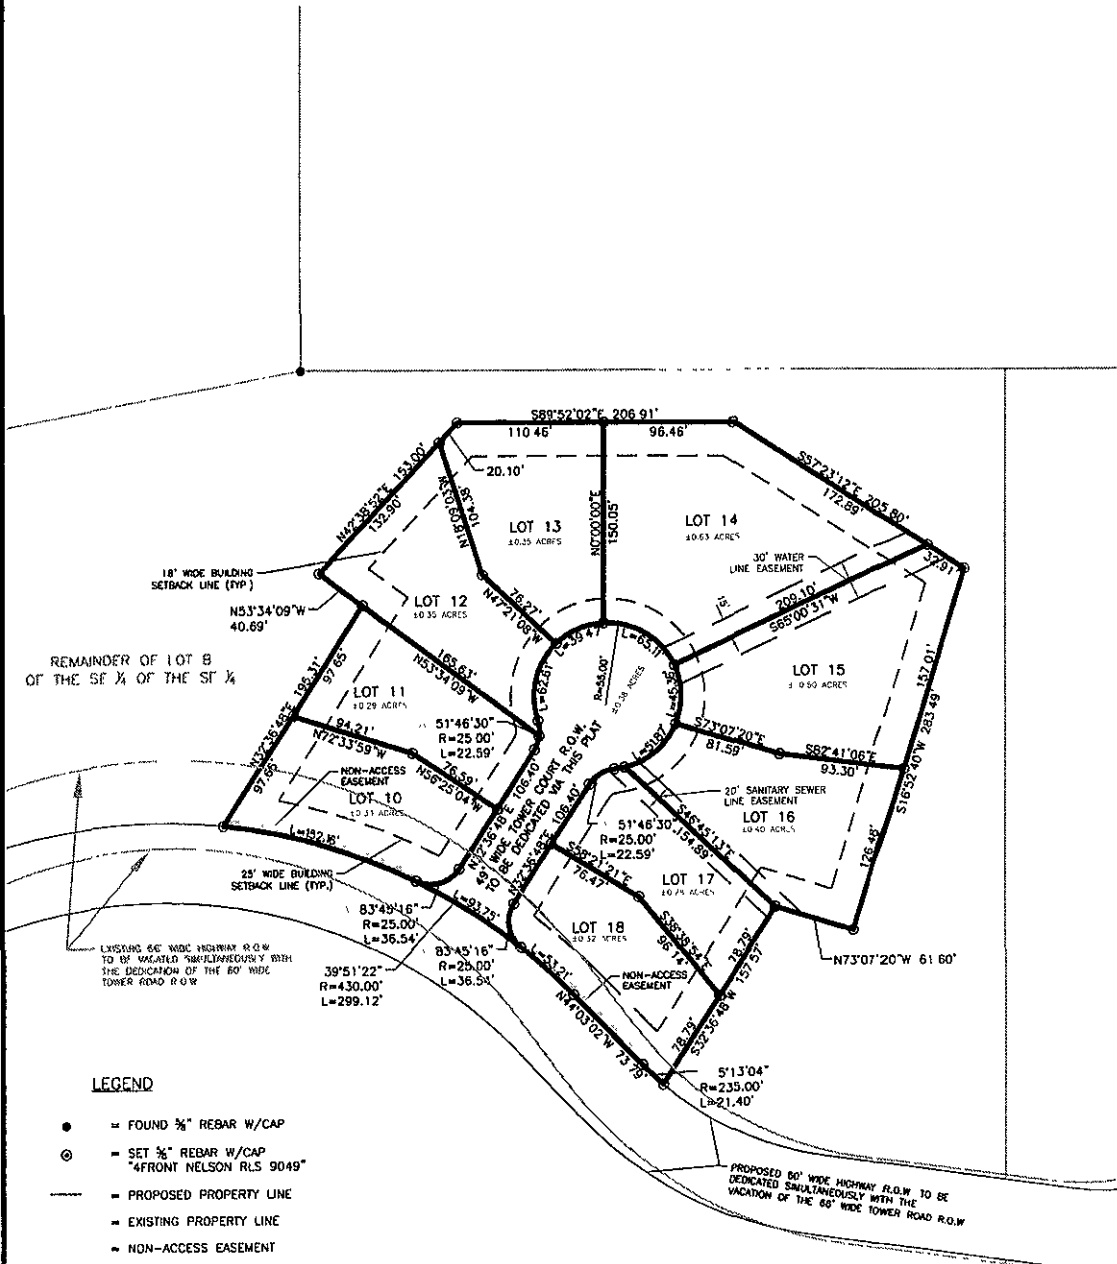 S89°52'02"E 206 91'
110 46'
96.46'
20.10'
N42°38'52"E 153.00'
132.90'
N18°09'03"W
104.38'
LOT 13
±0.35 ACRES
N0°00'00"E
150.05'
LOT 14
±0.63 ACRES
S57°23'12"E 205.80'
172.89'
32.91'
30' WATER
LINE EASEMENT
15'
209.10'
S65°00'31"W
18' WIDE BUILDING
SETBACK LINE (TYP.)
N53°34'09"W
40.69'
LOT 12
±0.35 ACRES
76.27'
N47°21'08"W
L=39.47
L=65.11
R=55.00'
±0.38 ACRES
L=62.61
L=45.36
L=51.87
165.63'
N53°34'09"W
REMAINDER OF LOT B
OF THE SE ¼ OF THE SE ¼
N32°36'48"E 195.31'
97.65'
97.66'
LOT 11
±0.29 ACRES
51°46'30"
R=25 00'
L=22.59'
94.21'
N72°33'59"W
76.59'
N56°25'04"W
LOT 15
S73°07'20"E
81.59'
S82°41'06"E
93.30'
157.01'
S16°52'40"W 283 49'
126.48'
NON-ACCESS
EASEMENT
LOT 10
±0.31 ACRES
L=192.16'
25' WIDE BUILDING
SETBACK LINE (TYP.)
N32°36'48"E 106.40'
49' WIDE TOWER COURT R.O.W.
TO BE DEDICATED VIA THIS PLAT
N32°36'48"E 106.40'
20' SANITARY SEWER
LINE EASEMENT
LOT 16
±0.40 ACRES
51°46'30"
R=25.00'
L=22.59'
S46°45'13"E
154.89'
S58°21'21"E
76.47'
LOT 17
LOT 18
±0.32 ACRES
S38°38'54"E
96.14'
83°45'16"
R=25.00'
L=36.54'
L=93.75'
83°45'16"
R=25.00'
L=36.54'
39°51'22"
R=430.00'
L=299.12'
L=53.21
N44°03'02"W 73 79'
NON-ACCESS
EASEMENT
78.79'
S32°36'48"W 157.57'
78.79'
N73°07'20"W 61 60'
5°13'04"
R=235.00'
L=21.40'
EXISTING 66' WIDE HIGHWAY R.O.W
TO BE VACATED SIMULTANEOUSLY WITH
THE DEDICATION OF THE 60' WIDE
TOWER ROAD R.O.W
PROPOSED 60' WIDE HIGHWAY R.O.W TO BE
DEDICATED SIMULTANEOUSLY WITH THE
VACATION OF THE 66' WIDE TOWER ROAD R.O.W
LEGEND
= FOUND ⅝" REBAR W/CAP
= SET ⅝" REBAR W/CAP
"4FRONT NELSON RLS 9049"
= PROPOSED PROPERTY LINE
= EXISTING PROPERTY LINE
= NON-ACCESS EASEMENT